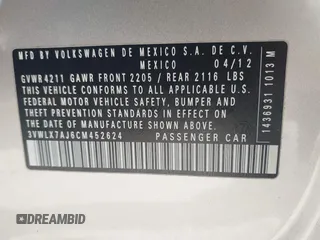 MFD BY VOLKSWAGEN DE MEXICO S.A. DE C.V.
MEXICO 04/12
GVWR4211 GAWR FRONT 2205 / REAR 2116 LBS
THIS VEHICLE CONFORMS TO ALL APPLICABLE U.S.
FEDERAL MOTOR VEHICLE SAFETY, BUMPER, AND
THEFT PREVENTION STANDARDS IN EFFECT ON THE
DATE OF MANUFACTURE SHOWN ABOVE.
3VWLX7AJ6CM452624 PASSENGER CAR
1436931 1013 M
DREAMBID